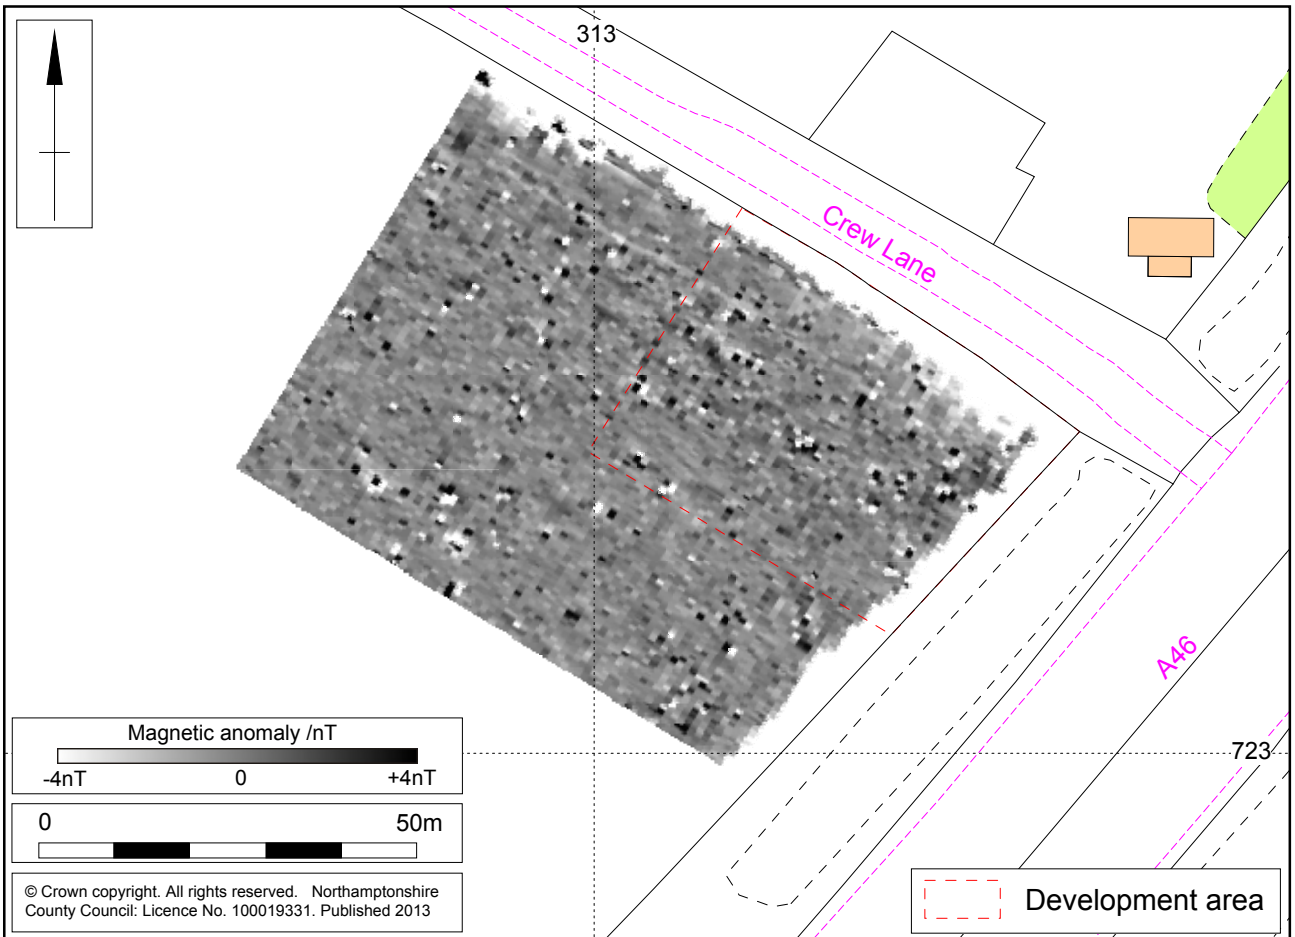 313
Crew Lane
A46
723
Magnetic anomaly /nT
-4nT 0 +4nT
0 50m
© Crown copyright. All rights reserved. Northamptonshire
County Council: Licence No. 100019331. Published 2013
Development area